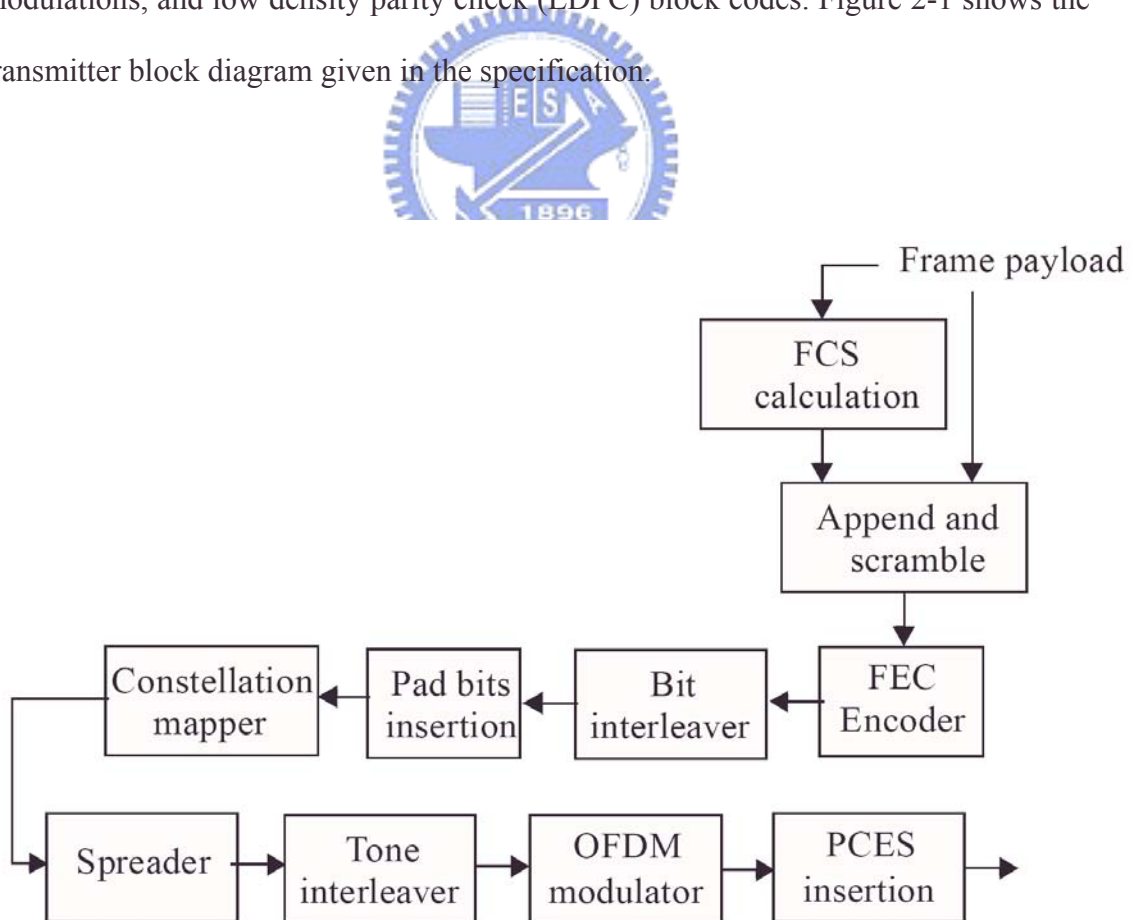 modulations, and low density parity check (LDPC) block codes. Figure 2-1 shows the
transmitter block diagram given in the specification.
E S A
1896
Frame payload
FCS
calculation
Append and
scramble
FEC
Encoder
Bit
interleaver
Pad bits
insertion
Constellation
mapper
Spreader
Tone
interleaver
OFDM
modulator
PCES
insertion